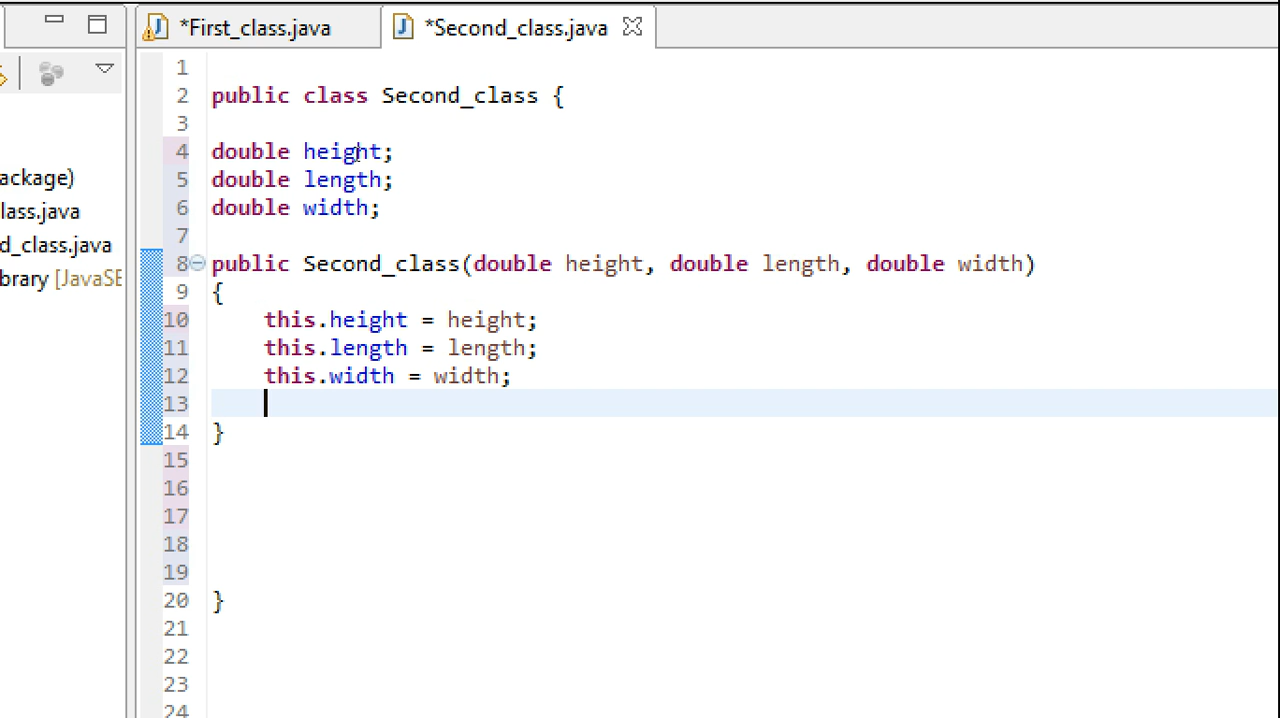 *First_class.java
*Second_class.java
ackage)
lass.java
d_class.java
brary [JavaSE
1
2 public class Second_class {
3
4 double height;
5 double length;
6 double width;
7
8 public Second_class(double height, double length, double width)
9 {
10 this.height = height;
11 this.length = length;
12 this.width = width;
13
14 }
15
16
17
18
19
20 }
21
22
23
24